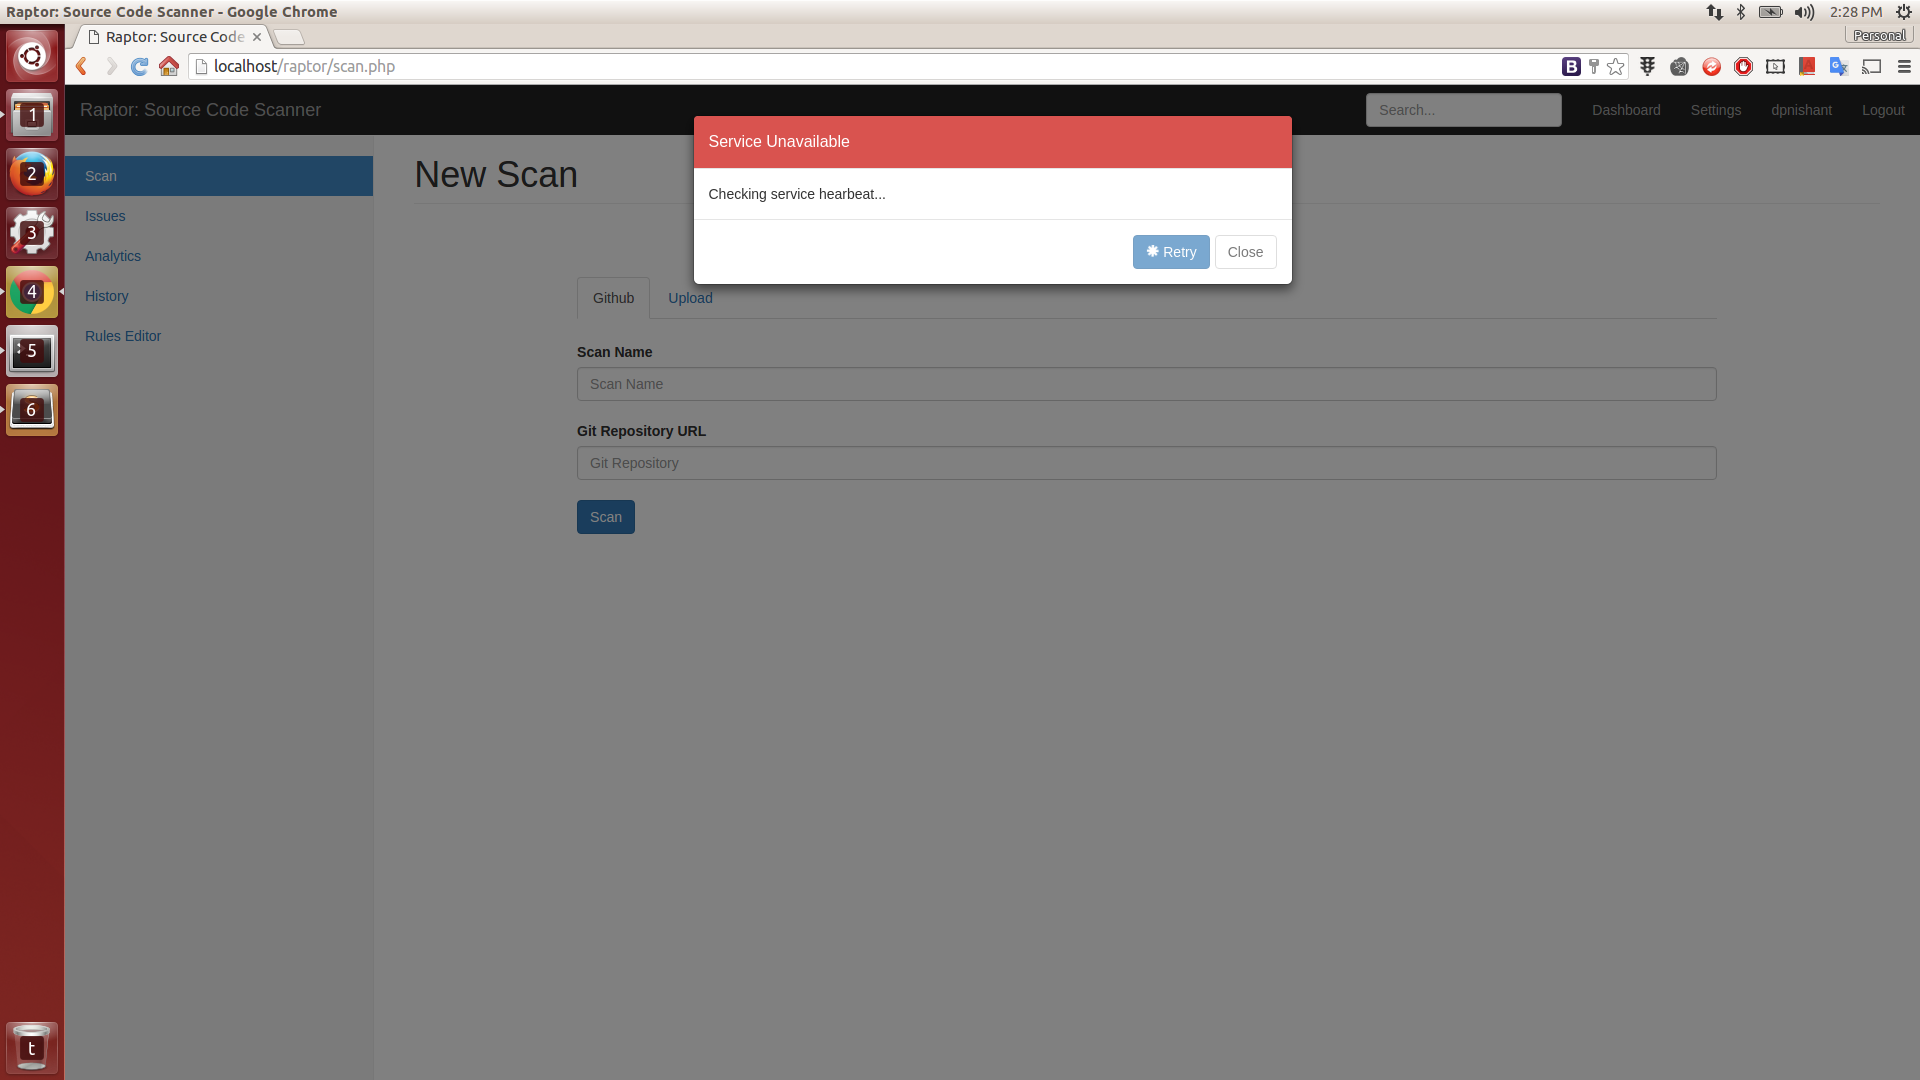 Raptor: Source Code Scanner - Google Chrome
2:28 PM
Raptor: Source Code
Personal
localhost/raptor/scan.php
Raptor: Source Code Scanner
Search...
Dashboard
Settings
dpnishant
Logout
Service Unavailable
Checking service hearbeat...
Retry
Close
Scan
Issues
Analytics
History
Rules Editor
New Scan
Github
Upload
Scan Name
Scan Name
Git Repository URL
Git Repository
Scan
1
2
3
4
5
6
t
B